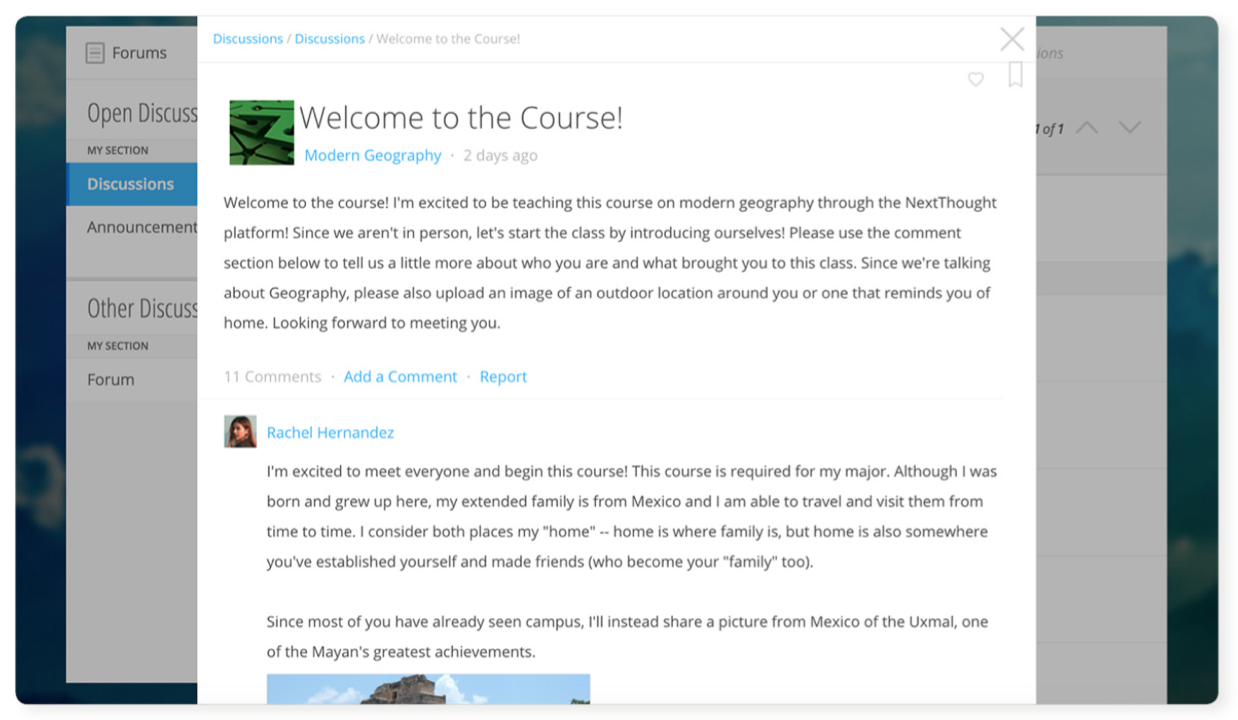 Forums
Open Discuss
MY SECTION
Discussions
Announcement
Other Discuss
MY SECTION
Forum
Discussions / Discussions / Welcome to the Course!
Welcome to the Course!
Modern Geography · 2 days ago
Welcome to the course! I'm excited to be teaching this course on modern geography through the NextThought
platform! Since we aren't in person, let's start the class by introducing ourselves! Please use the comment
section below to tell us a little more about who you are and what brought you to this class. Since we're talking
about Geography, please also upload an image of an outdoor location around you or one that reminds you of
home. Looking forward to meeting you.
11 Comments · Add a Comment · Report
Rachel Hernandez
I'm excited to meet everyone and begin this course! This course is required for my major. Although I was
born and grew up here, my extended family is from Mexico and I am able to travel and visit them from
time to time. I consider both places my "home" -- home is where family is, but home is also somewhere
you've established yourself and made friends (who become your "family" too).
Since most of you have already seen campus, I'll instead share a picture from Mexico of the Uxmal, one
of the Mayan's greatest achievements.
ions
1 of 1